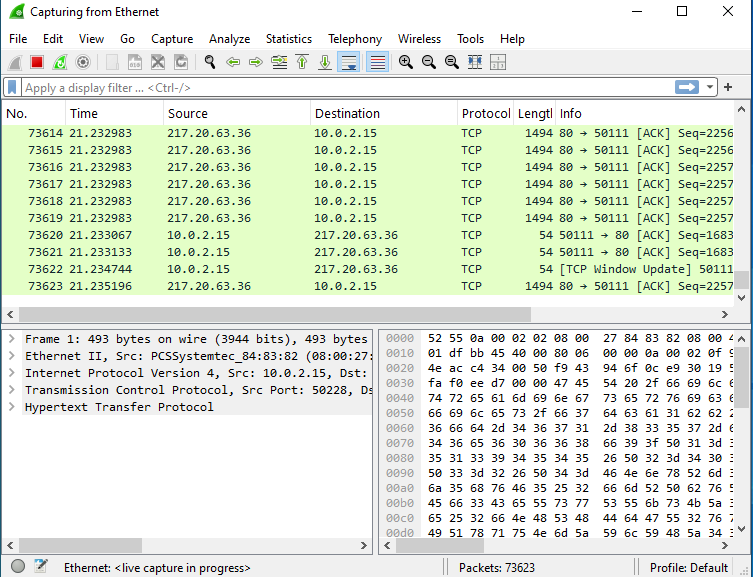 Capturing from Ethernet
File Edit View Go Capture Analyze Statistics Telephony Wireless Tools Help
Apply a display filter ... <Ctrl-/>
No. Time Source Destination Protocol Lengtl Info
73614 21.232983 217.20.63.36 10.0.2.15 TCP 1494 80 → 50111 [ACK] Seq=2256
73615 21.232983 217.20.63.36 10.0.2.15 TCP 1494 80 → 50111 [ACK] Seq=2256
73616 21.232983 217.20.63.36 10.0.2.15 TCP 1494 80 → 50111 [ACK] Seq=2257
73617 21.232983 217.20.63.36 10.0.2.15 TCP 1494 80 → 50111 [ACK] Seq=2257
73618 21.232983 217.20.63.36 10.0.2.15 TCP 1494 80 → 50111 [ACK] Seq=2257
73619 21.232983 217.20.63.36 10.0.2.15 TCP 1494 80 → 50111 [ACK] Seq=2257
73620 21.233067 10.0.2.15 217.20.63.36 TCP 54 50111 → 80 [ACK] Seq=1683
73621 21.233133 10.0.2.15 217.20.63.36 TCP 54 50111 → 80 [ACK] Seq=1683
73622 21.234744 10.0.2.15 217.20.63.36 TCP 54 [TCP Window Update] 50111
73623 21.235196 217.20.63.36 10.0.2.15 TCP 1494 80 → 50111 [ACK] Seq=2257
Frame 1: 493 bytes on wire (3944 bits), 493 bytes
Ethernet II, Src: PCSSystemtec_84:83:82 (08:00:27:
Internet Protocol Version 4, Src: 10.0.2.15, Dst:
Transmission Control Protocol, Src Port: 50228, Ds
Hypertext Transfer Protocol
0000 52 55 0a 00 02 02 08 00 27 84 83 82 08 00 4
0010 01 df bb 45 40 00 80 06 00 00 0a 00 02 0f
0020 4e ac c4 34 00 50 f9 43 94 6f 0c e9 30 19 5
0030 fa f0 ee d7 00 00 47 45 54 20 2f 66 69 6c 6
0040 74 72 65 61 6d 69 6e 67 73 65 72 76 69 63 6
0050 66 69 6c 65 73 2f 66 37 64 63 61 31 62 62 2
0060 36 66 64 2d 34 36 37 31 2d 38 33 35 37 2d 6
0070 34 36 65 36 30 36 36 38 66 39 3f 50 31 3d 3
0080 35 31 33 39 34 35 34 35 26 50 32 3d 34 30 3
0090 50 33 3d 32 26 50 34 3d 46 4e 6e 78 52 6d 3
00a0 6a 35 68 76 46 35 25 32 66 6d 52 50 62 76 5
00b0 45 66 33 43 65 55 73 77 53 55 6b 73 4b 5a 3
00c0 65 25 32 66 4e 48 53 48 44 64 47 55 32 76 7
00d0 49 51 78 71 75 4e 6d 5a 59 6c 59 48 5a 34 3
Ethernet: <live capture in progress>
Packets: 73623
Profile: Default